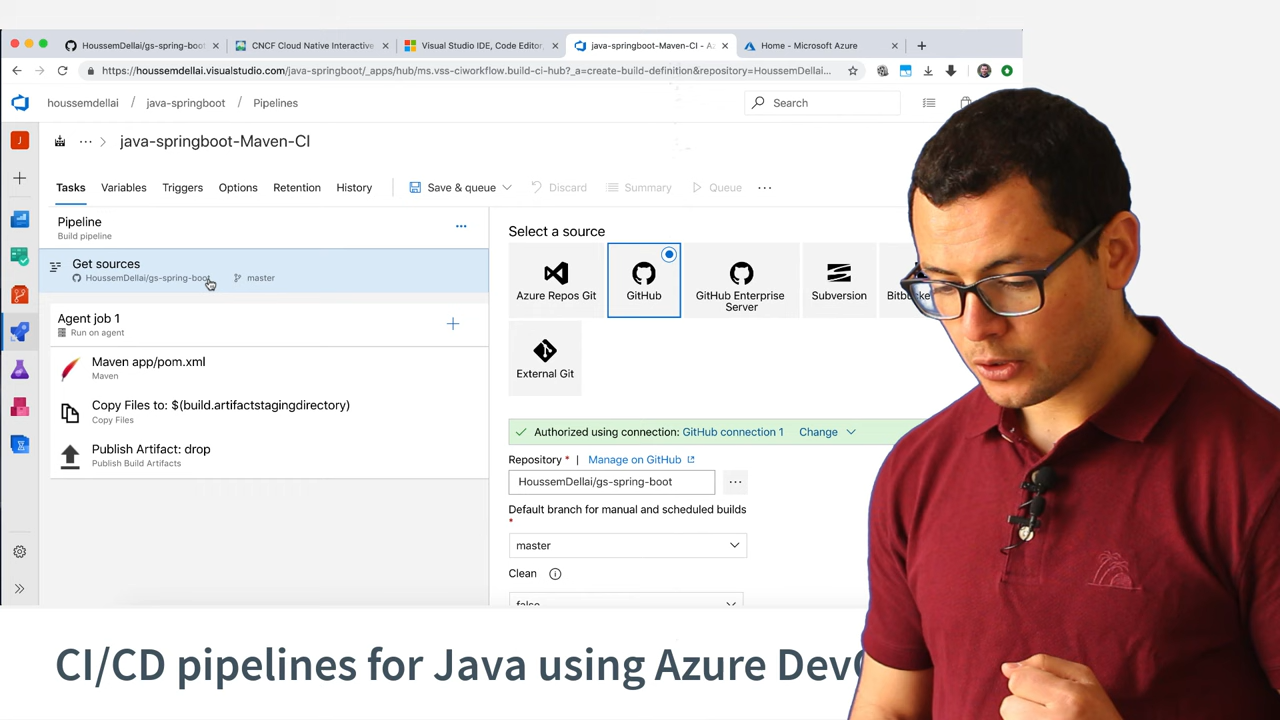 HoussemDellai/gs-spring-boot
CNCF Cloud Native Interactive
Visual Studio IDE, Code Editor,
java-springboot-Maven-CI - Az
Home - Microsoft Azure
https://houssemdellai.visualstudio.com/java-springboot/_apps/hub/ms.vss-ciworkflow.build-ci-hub?_a=create-build-definition&repository=HoussemDellai...
houssemdellai / java-springboot / Pipelines
Search
J
... > java-springboot-Maven-CI
Tasks Variables Triggers Options Retention History Save & queue Discard Summary Queue ...
Pipeline
Build pipeline
Get sources
HoussemDellai/gs-spring-boot master
Agent job 1
Run on agent
Maven app/pom.xml
Maven
Copy Files to: $(build.artifactstagingdirectory)
Copy Files
Publish Artifact: drop
Publish Build Artifacts
Select a source
Azure Repos Git
GitHub
GitHub Enterprise
Server
Subversion
Bitbucke
External Git
Authorized using connection: GitHub connection 1 Change
Repository * | Manage on GitHub
HoussemDellai/gs-spring-boot ...
Default branch for manual and scheduled builds
*
master
Clean
false
CI/CD pipelines for Java using Azure DevO